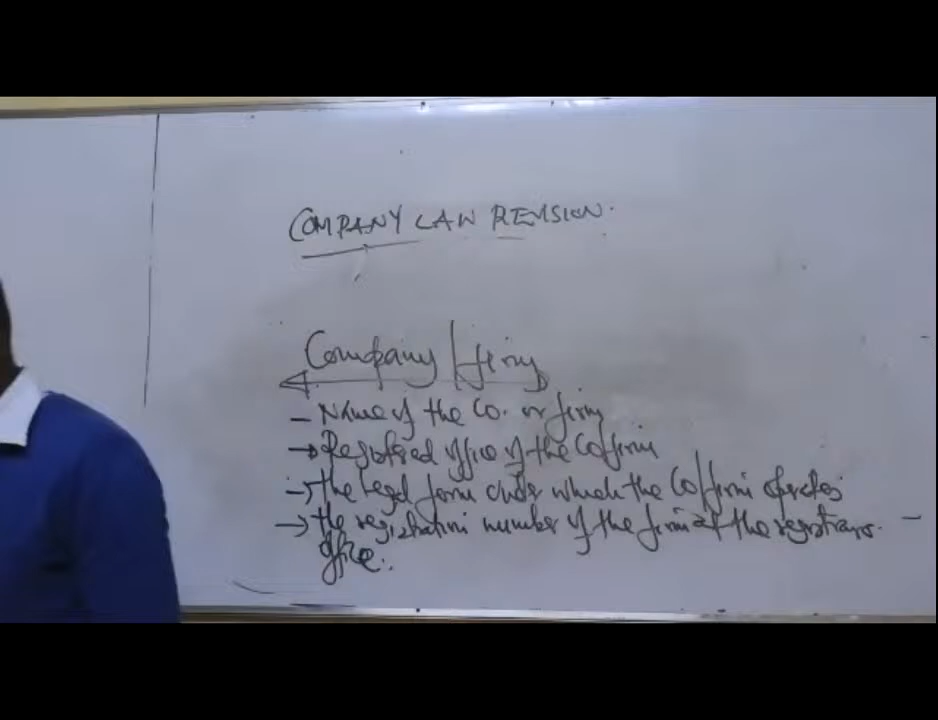 COMPANY LAW REVISION.
Company / firm
- Name of the Co. or firm
→ Registered office of the Co/firm
→ the legal form under which the Co/firm operates
→ the registration number of the firm at the registrars
office.